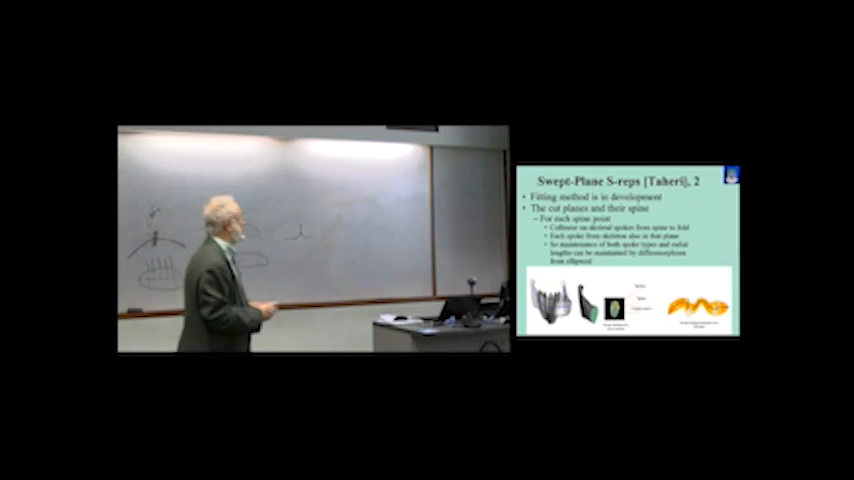 Swept-Plane S-reps [Taheri], 2
• Fitting method is in development
• The cut planes and their spine
– For each spine point
• Collinear on skeletal spokes from spine to fold
• Each spoke from skeleton also in that plane
• So maintenance of both spoke types and radial
lengths can be maintained by diffeomorphism
from ellipsoid